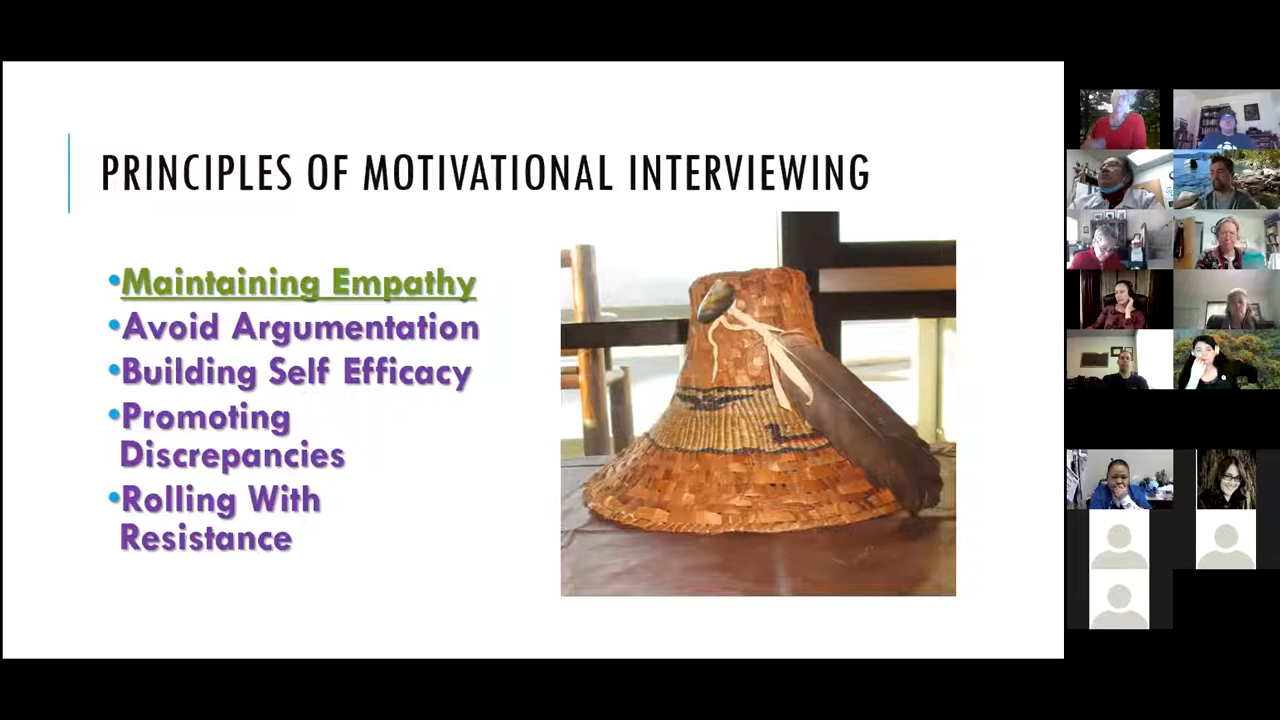 PRINCIPLES OF MOTIVATIONAL INTERVIEWING
•Maintaining Empathy
•Avoid Argumentation
•Building Self Efficacy
•Promoting
Discrepancies
•Rolling With
Resistance